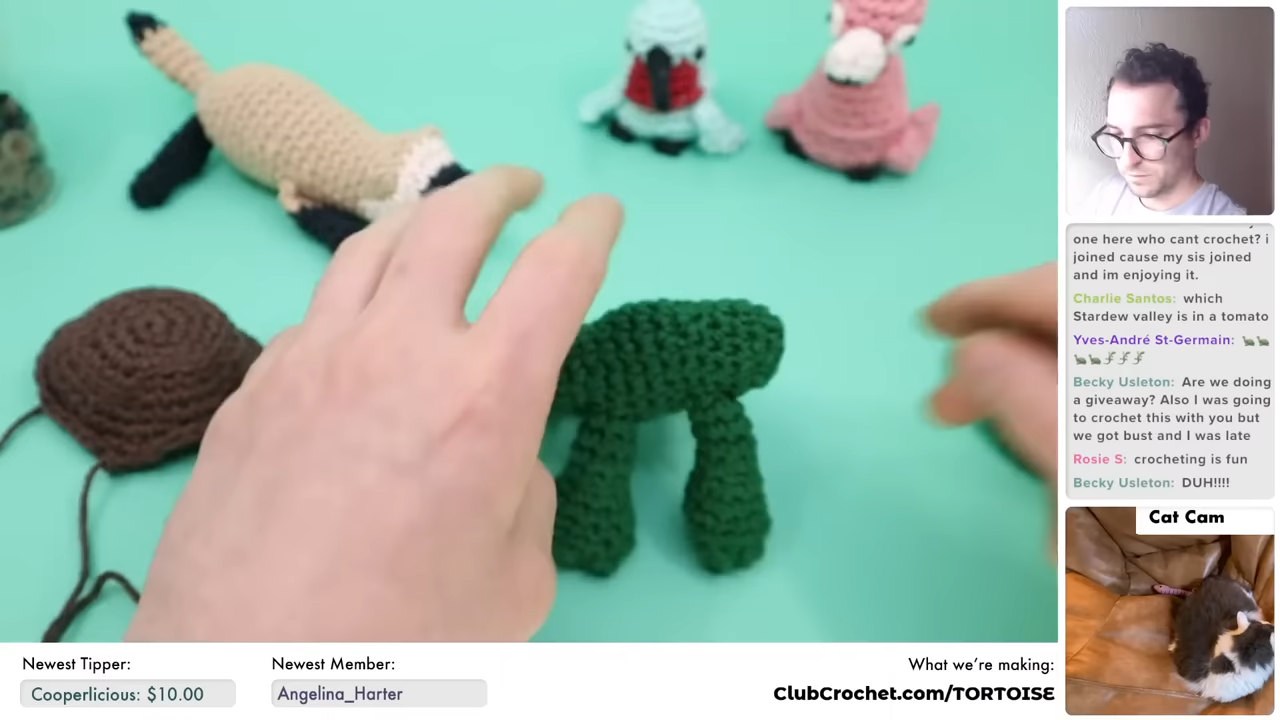 one here who cant crochet? i
joined cause my sis joined
and im enjoying it.
Charlie Santos: which
Stardew valley is in a tomato
Yves-André St-Germain: 🐢🐢
🐢🐢🦎🦎🦎
Becky Usleton: Are we doing
a giveaway? Also I was going
to crochet this with you but
we got bust and I was late
Rosie S: crocheting is fun
Becky Usleton: DUH!!!!
Cat Cam
Newest Tipper:
Cooperlicious: $10.00
Newest Member:
Angelina_Harter
What we're making:
ClubCrochet.com/TORTOISE